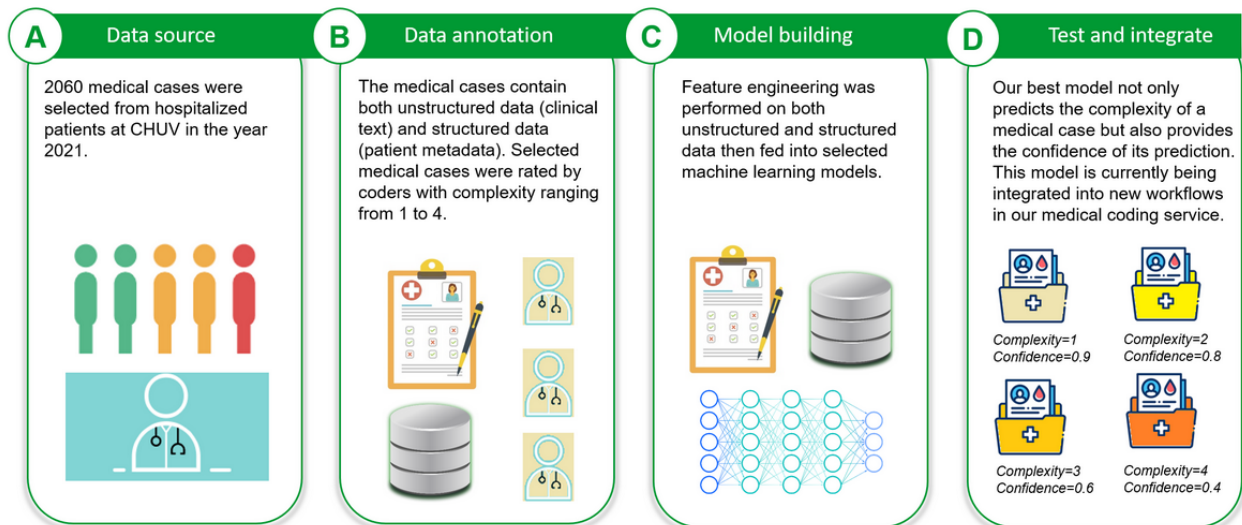 A
Data source
B
Data annotation
C
Model building
D
Test and integrate
2060 medical cases were
selected from hospitalized
patients at CHUV in the year
2021.
The medical cases contain
both unstructured data (clinical
text) and structured data
(patient metadata). Selected
medical cases were rated by
coders with complexity ranging
from 1 to 4.
Feature engineering was
performed on both
unstructured and structured
data then fed into selected
machine learning models.
Our best model not only
predicts the complexity of a
medical case but also provides
the confidence of its prediction.
This model is currently being
integrated into new workflows
in our medical coding service.
Complexity=1
Confidence=0.9
Complexity=2
Confidence=0.8
Complexity=3
Confidence=0.6
Complexity=4
Confidence=0.4